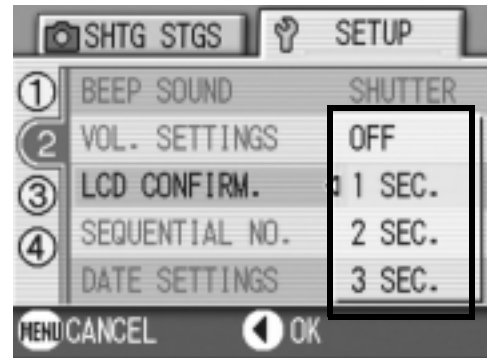 SHTG STGS SETUP
1 BEEP SOUND SHUTTER
2 VOL. SETTINGS OFF
3 LCD CONFIRM. 1 SEC.
4 SEQUENTIAL NO. 2 SEC.
DATE SETTINGS 3 SEC.
MENU CANCEL OK